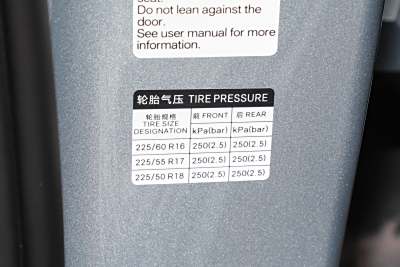 seat.
Do not lean against the
door.
See user manual for more
information.
轮胎气压 TIRE PRESSURE
轮胎规格
TIRE SIZE
DESIGNATION
前 FRONT 后 REAR
kPa(bar) kPa(bar)
225/60 R16 250(2.5) 250(2.5)
225/55 R17 250(2.5) 250(2.5)
225/50 R18 250(2.5) 250(2.5)